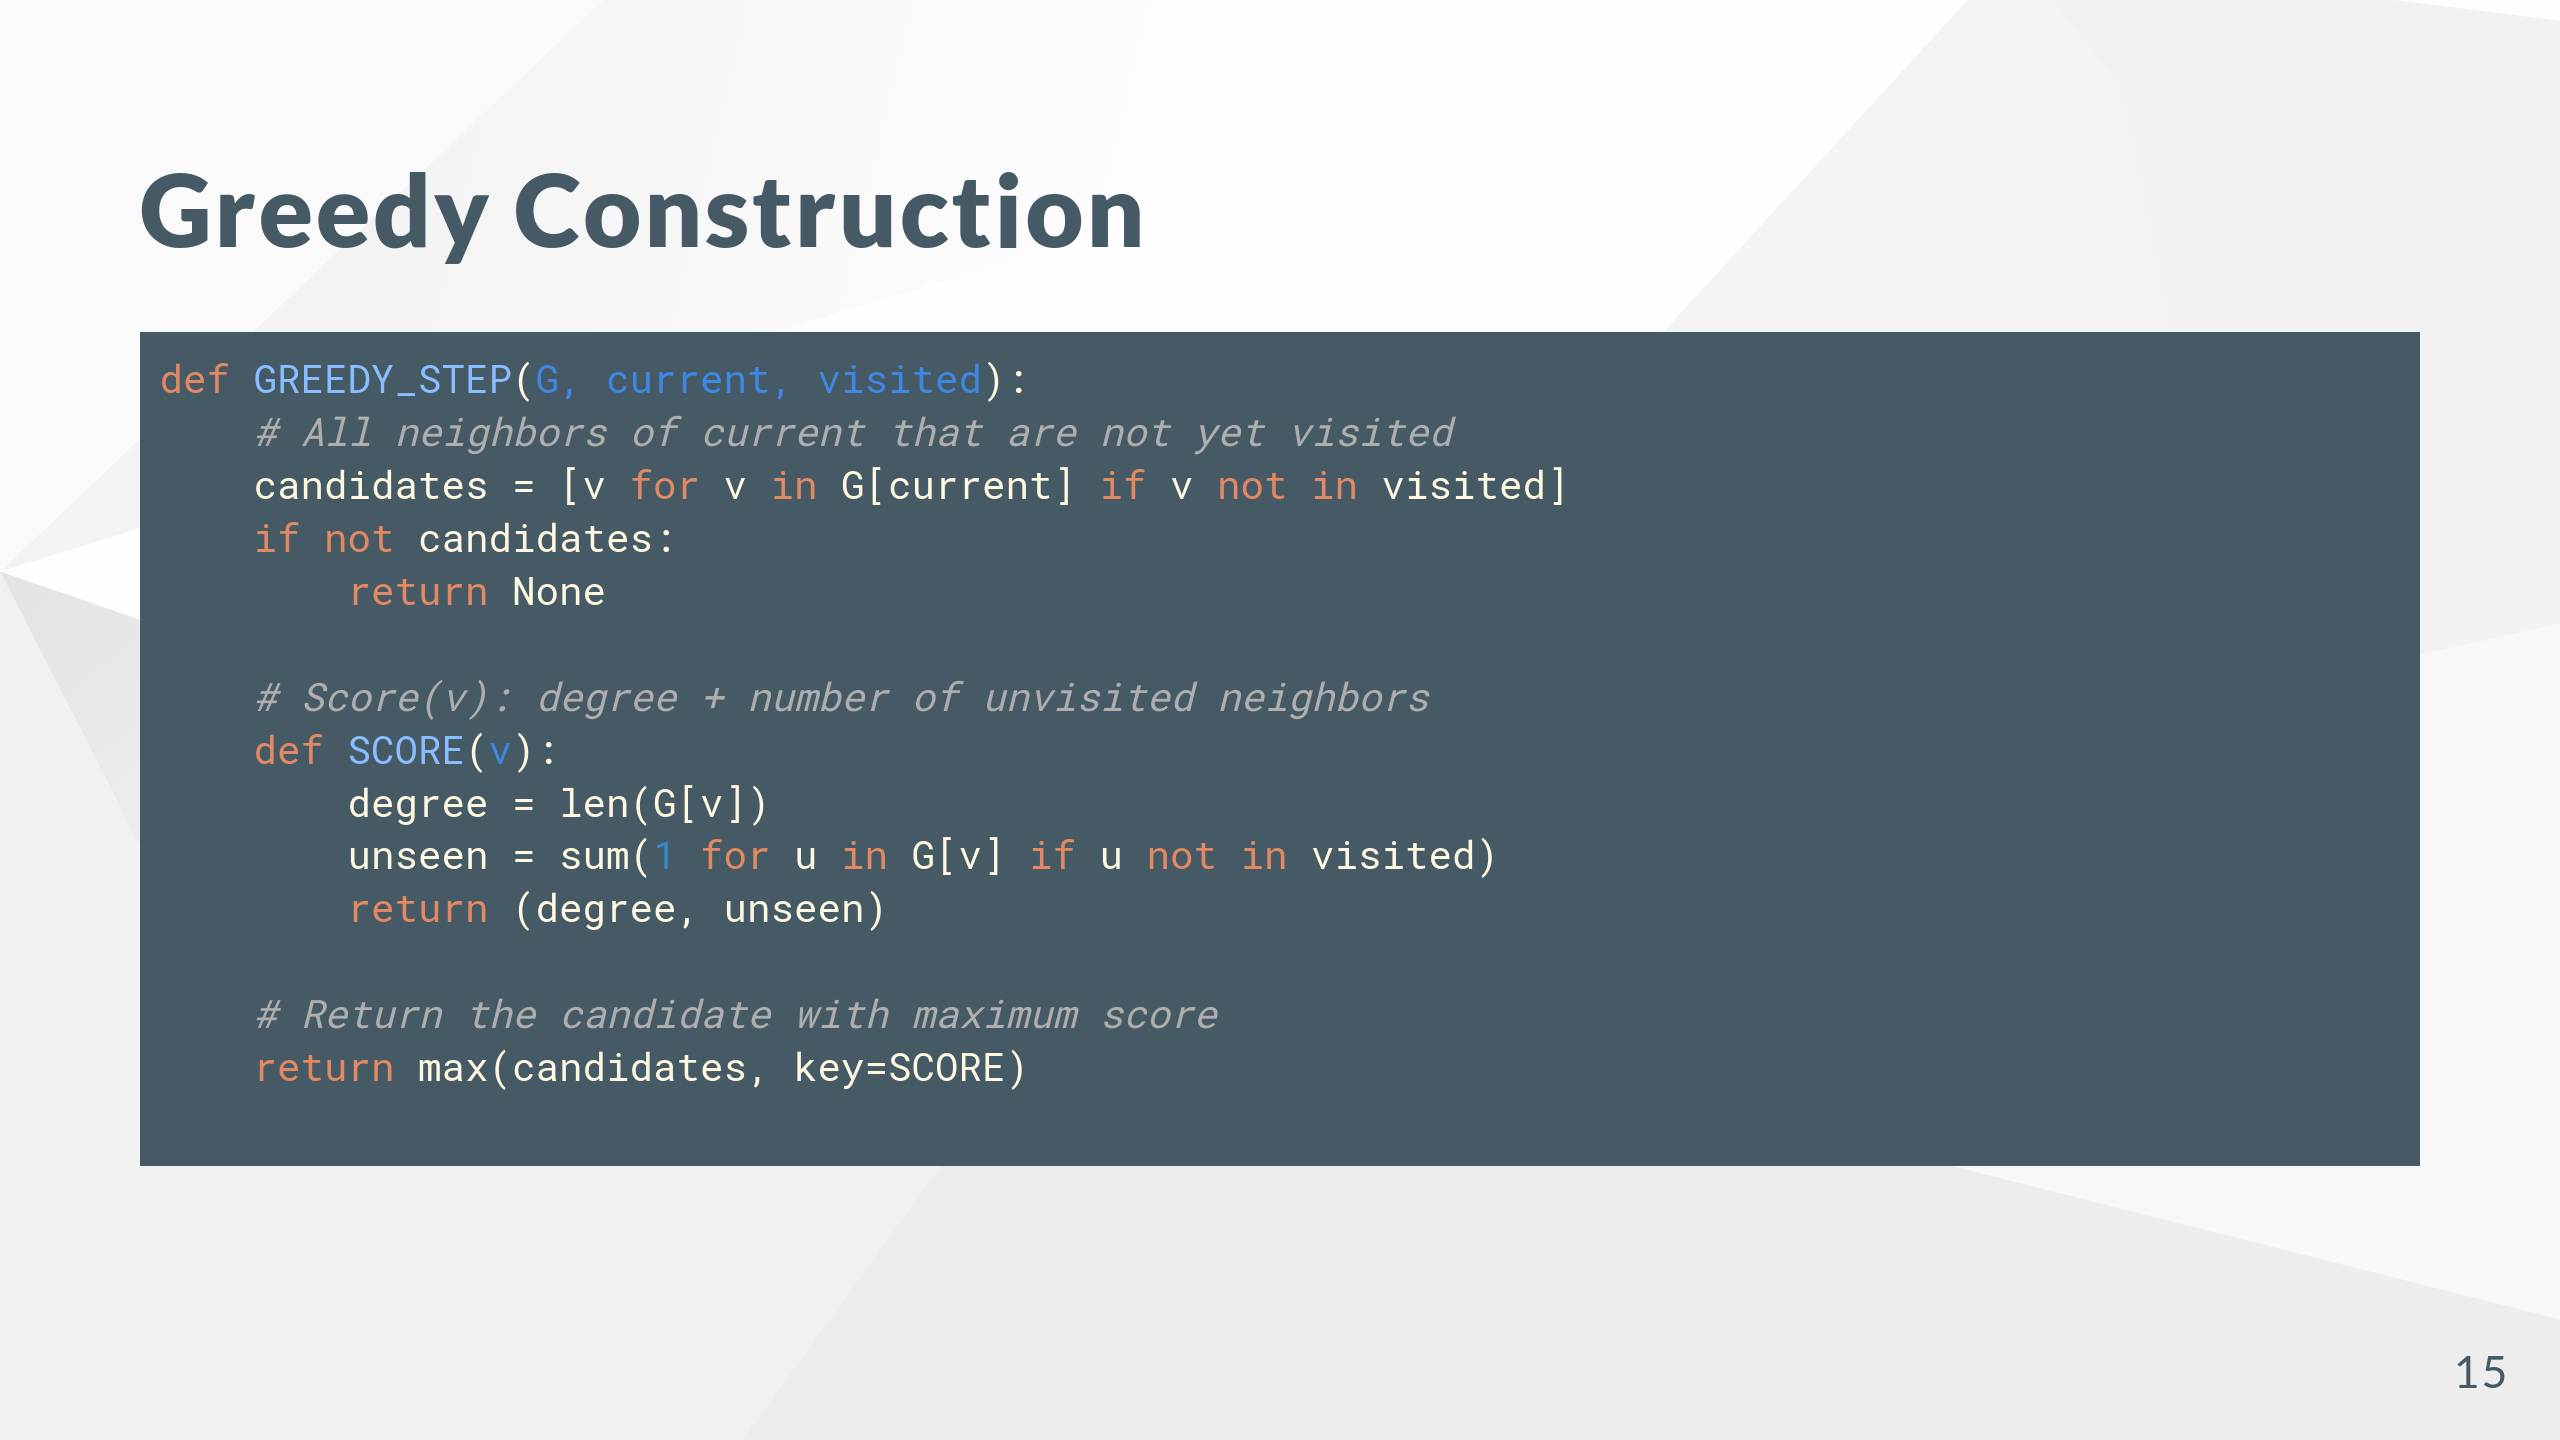 Greedy Construction
def GREEDY_STEP(G, current, visited):
    # All neighbors of current that are not yet visited
    candidates = [v for v in G[current] if v not in visited]
    if not candidates:
        return None
    # Score(v): degree + number of unvisited neighbors
    def SCORE(v):
        degree = len(G[v])
        unseen = sum(1 for u in G[v] if u not in visited)
        return (degree, unseen)
    # Return the candidate with maximum score
    return max(candidates, key=SCORE)
15